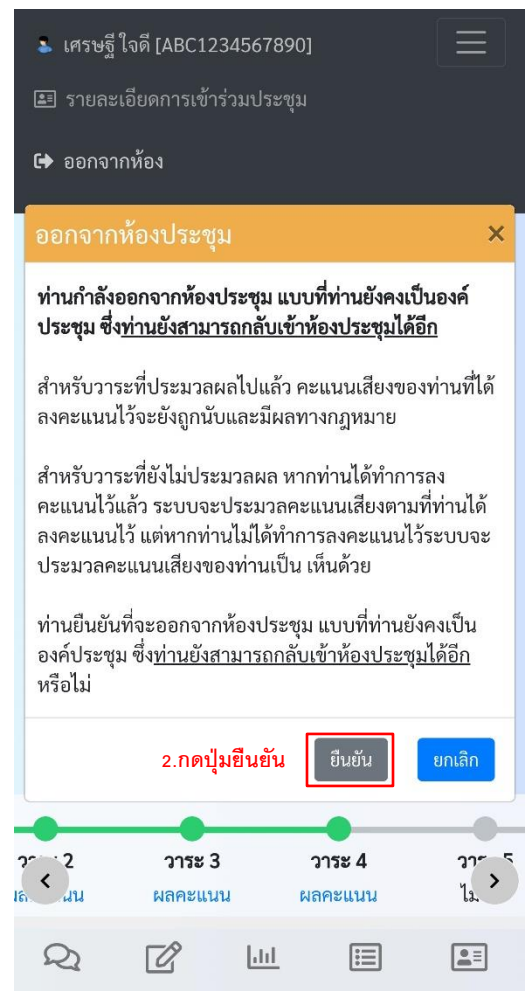 เศรษฐี ใจดี [ABC1234567890]
รายละเอียดการเข้าร่วมประชุม
ออกจากห้อง
ออกจากห้องประชุม ×
ท่านกำลังออกจากห้องประชุม แบบที่ท่านยังคงเป็นองค์
ประชุม ซึ่งท่านยังสามารถกลับเข้าห้องประชุมได้อีก
สำหรับวาระที่ประมวลผลไปแล้ว คะแนนเสียงของท่านที่ได้
ลงคะแนนไว้จะยังถูกนับและมีผลทางกฎหมาย
สำหรับวาระที่ยังไม่ประมวลผล หากท่านได้ทำการลง
คะแนนไว้แล้ว ระบบจะประมวลคะแนนเสียงตามที่ท่านได้
ลงคะแนนไว้ แต่หากท่านไม่ได้ทำการลงคะแนนไว้ระบบจะ
ประมวลคะแนนเสียงของท่านเป็น เห็นด้วย
ท่านยืนยันที่จะออกจากห้องประชุม แบบที่ท่านยังคงเป็น
องค์ประชุม ซึ่งท่านยังสามารถกลับเข้าห้องประชุมได้อีก
หรือไม่
2.กดปุ่มยืนยัน ยืนยัน ยกเลิก
2 วาระ 3 วาระ 4 5
ผลคะแนน ผลคะแนน